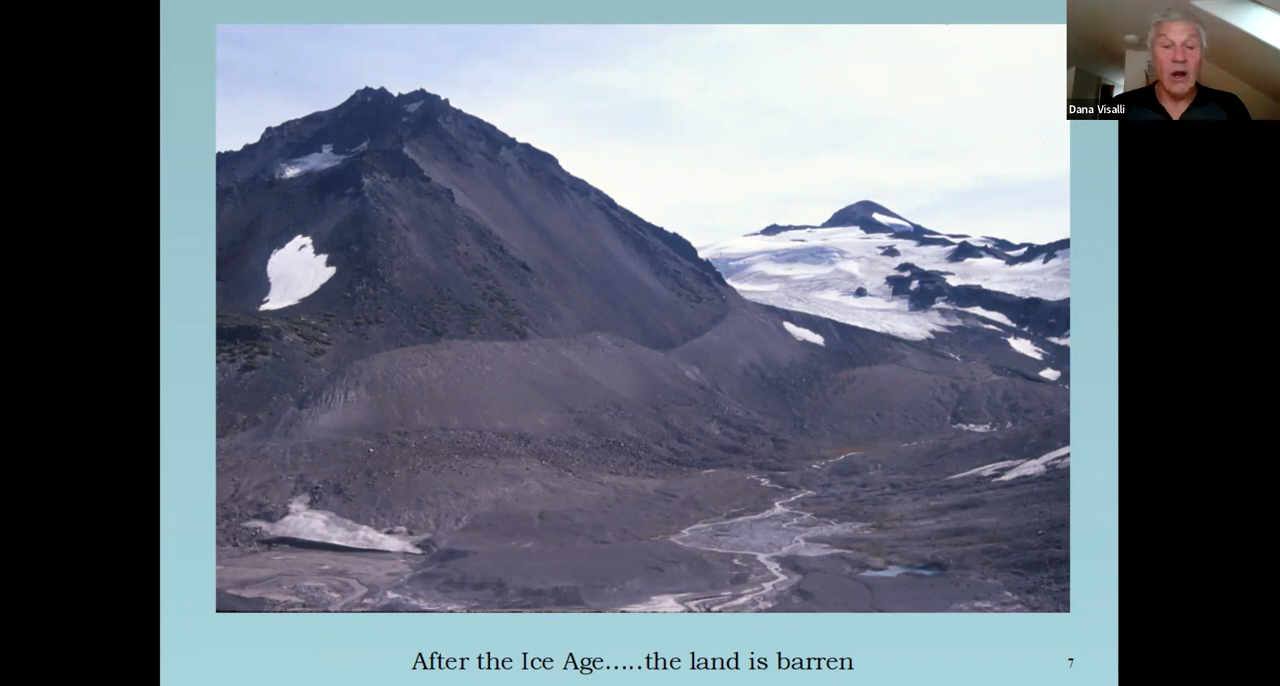 Dana Visalli
After the Ice Age.....the land is barren
7